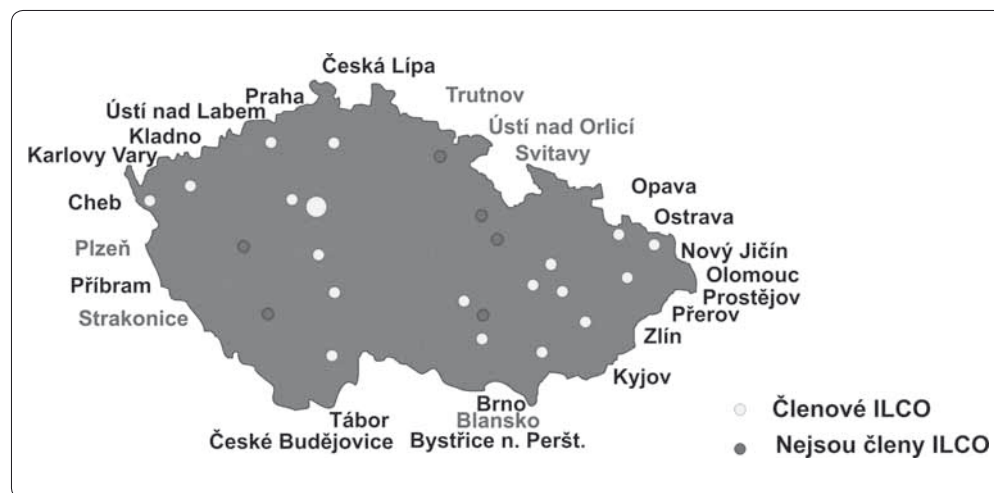 Česká Lípa
Praha
Trutnov
Ústí nad Labem
Ústí nad Orlicí
Kladno
Svitavy
Karlovy Vary
Opava
Cheb
Ostrava
Plzeň
Nový Jičín
Olomouc
Příbram
Prostějov
Strakonice
Přerov
Zlín
Kyjov
Brno
Členové ILCO
Tábor
Blansko
České Budějovice
Bystřice n. Peršt.
Nejsou členy ILCO